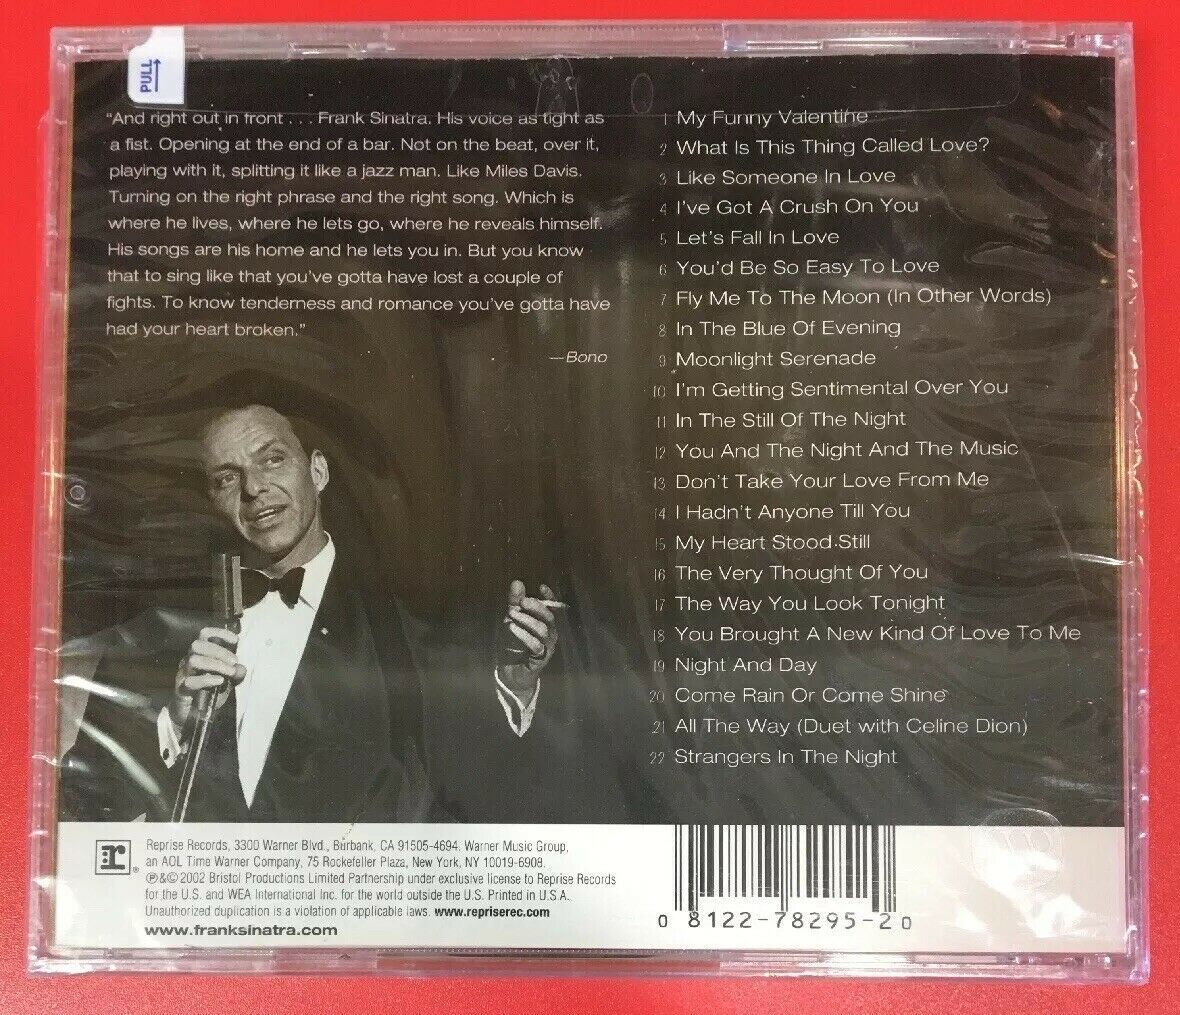 PULL
“And right out in front . . . Frank Sinatra. His voice as tight as
a fist. Opening at the end of a bar. Not on the beat, over it,
playing with it, splitting it like a jazz man. Like Miles Davis.
Turning on the right phrase and the right song. Which is
where he lives, where he lets go, where he reveals himself.
His songs are his home and he lets you in. But you know
that to sing like that you’ve gotta have lost a couple of
fights. To know tenderness and romance you’ve gotta have
had your heart broken.”
—Bono
1 My Funny Valentine
2 What Is This Thing Called Love?
3 Like Someone In Love
4 I’ve Got A Crush On You
5 Let’s Fall In Love
6 You’d Be So Easy To Love
7 Fly Me To The Moon (In Other Words)
8 In The Blue Of Evening
9 Moonlight Serenade
10 I’m Getting Sentimental Over You
11 In The Still Of The Night
12 You And The Night And The Music
13 Don’t Take Your Love From Me
14 I Hadn’t Anyone Till You
15 My Heart Stood Still
16 The Very Thought Of You
17 The Way You Look Tonight
18 You Brought A New Kind Of Love To Me
19 Night And Day
20 Come Rain Or Come Shine
21 All The Way (Duet with Celine Dion)
22 Strangers In The Night
r®
Reprise Records, 3300 Warner Blvd., Burbank, CA 91505-4694. Warner Music Group,
an AOL Time Warner Company, 75 Rockefeller Plaza, New York, NY 10019-6908.
℗&© 2002 Bristol Productions Limited Partnership under exclusive license to Reprise Records
for the U.S. and WEA International Inc. for the world outside the U.S. Printed in U.S.A.
Unauthorized duplication is a violation of applicable laws. www.repriserec.com
www.franksinatra.com
0 8122-78295-2 0